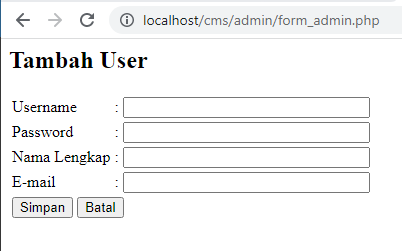 localhost/cms/admin/form_admin.php
Tambah User
Username :
Password :
Nama Lengkap :
E-mail :
Simpan Batal